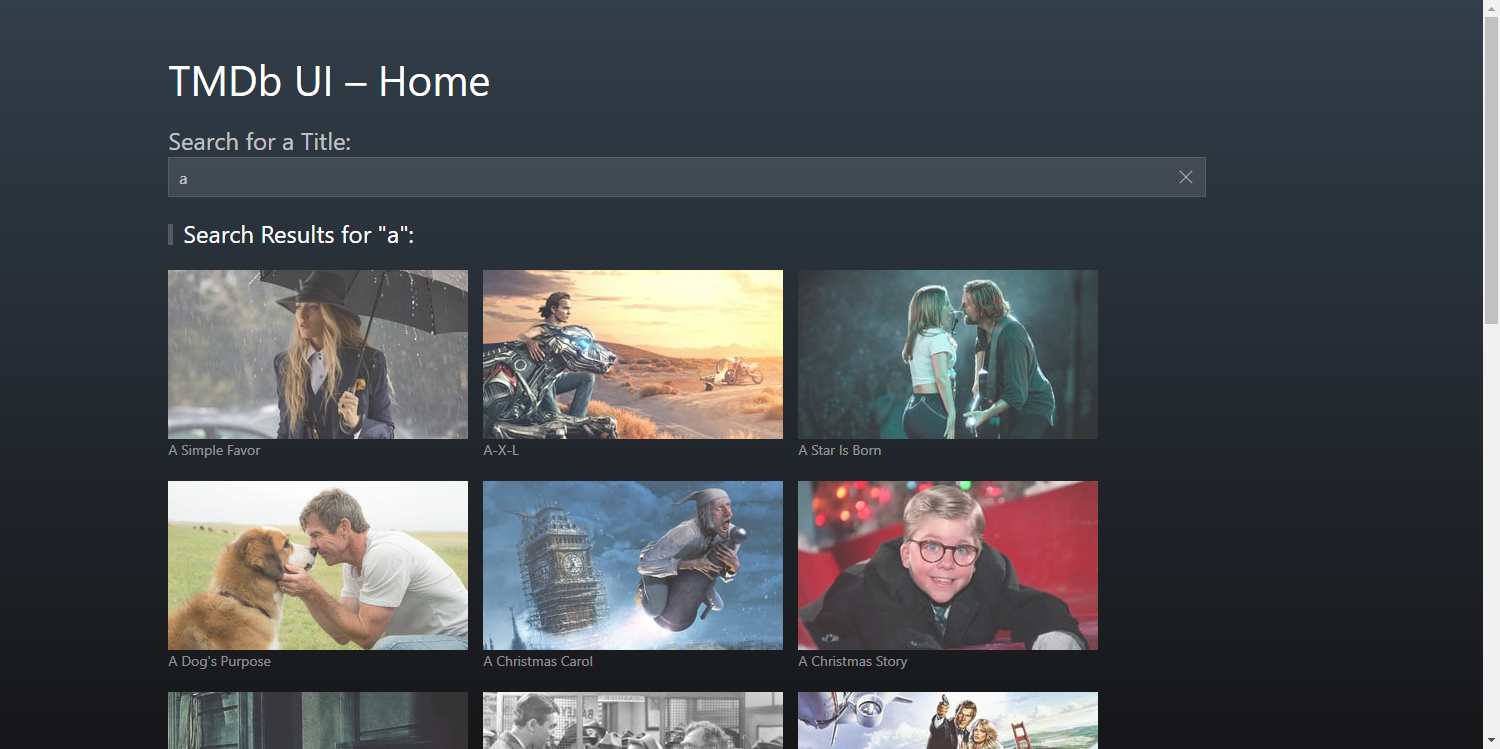 TMDb UI – Home
Search for a Title:
a
Search Results for "a":
A Simple Favor
A-X-L
A Star Is Born
A Dog's Purpose
A Christmas Carol
A Christmas Story